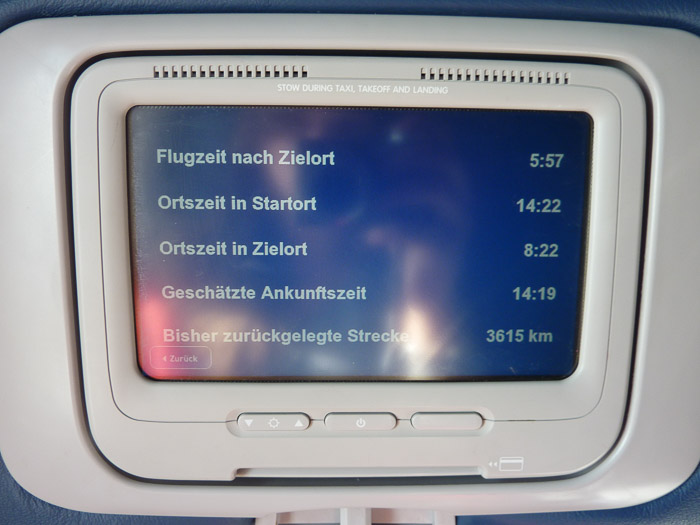 STOW DURING TAXI, TAKEOFF AND LANDING
Flugzeit nach Zielort 5:57
Ortszeit in Startort 14:22
Ortszeit in Zielort 8:22
Geschätzte Ankunftszeit 14:19
Bisher zurückgelegte Strecke 3615 km
Zurück